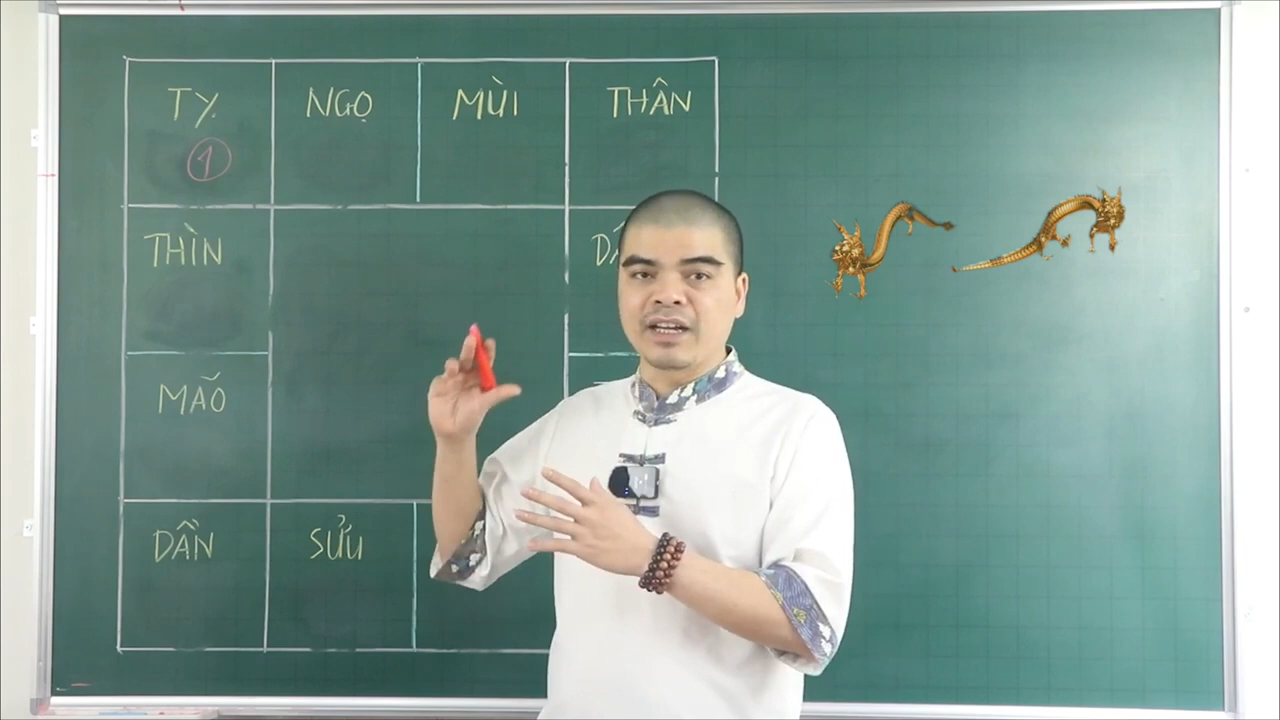 TỴ
NGỌ
MÙI
THÂN
①
THÌN
MÃO
DẦN
SỬU